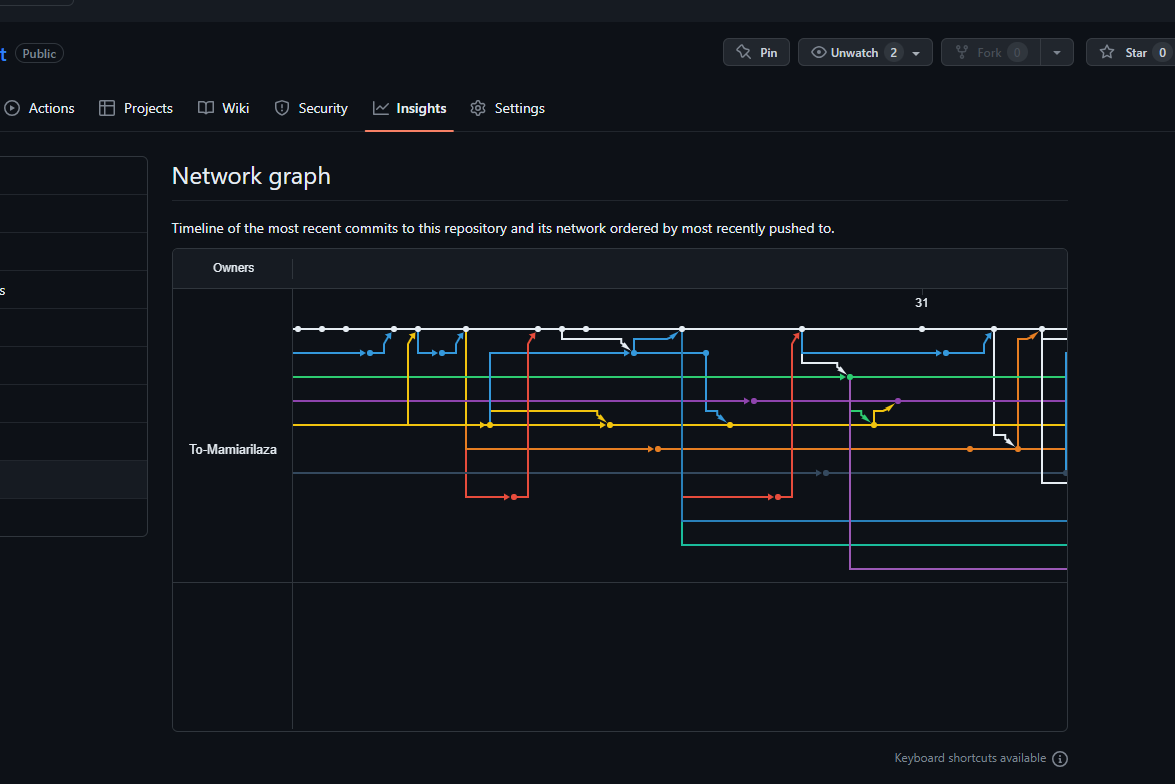 t Public
Pin
Unwatch 2
Fork 0
Star 0
Actions
Projects
Wiki
Security
Insights
Settings
s
Network graph
Timeline of the most recent commits to this repository and its network ordered by most recently pushed to.
Owners
31
To-Mamiarilaza
Keyboard shortcuts available